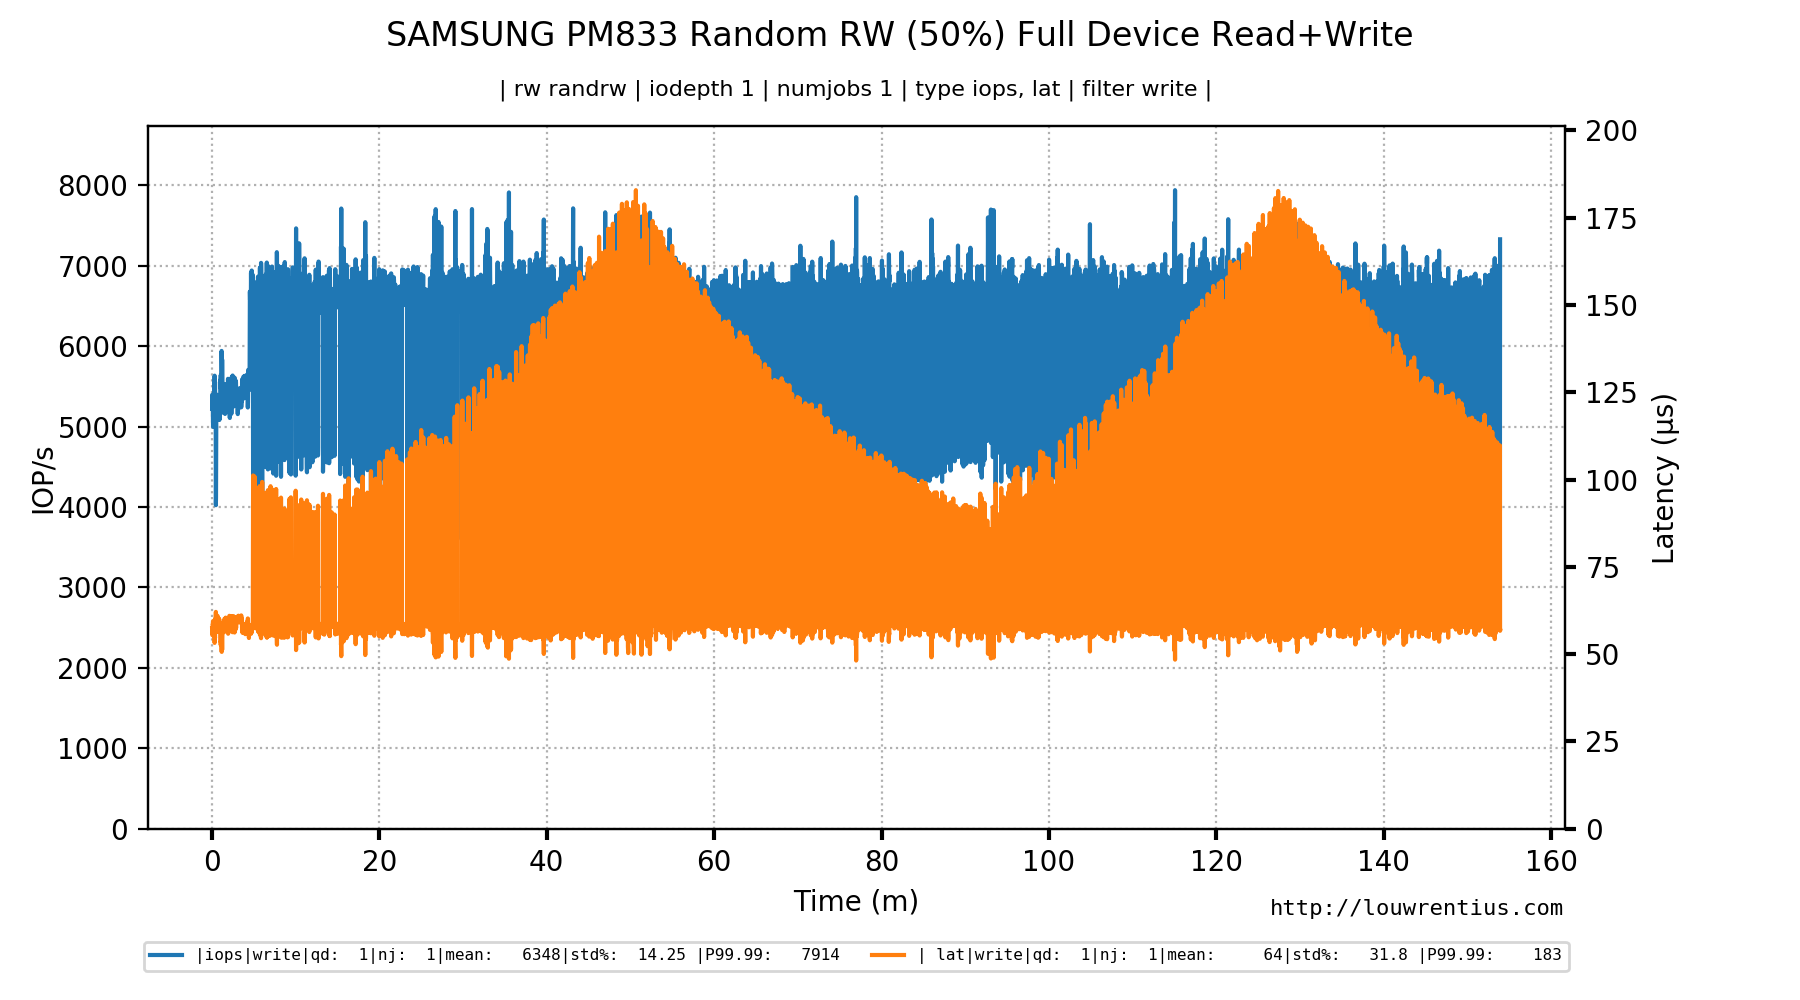 SAMSUNG PM833 Random RW (50%) Full Device Read+Write
| rw randrw | iodepth 1 | numjobs 1 | type iops, lat | filter write |
IOP/s
8000
7000
6000
5000
4000
3000
2000
1000
0
200
175
150
125
100
75
50
25
0
Latency (µs)
0 20 40 60 80 100 120 140 160
Time (m)
http://louwrentius.com
|iops|write|qd: 1|nj: 1|mean: 6348|std%: 14.25 |P99.99: 7914 | lat|write|qd: 1|nj: 1|mean: 64|std%: 31.8 |P99.99: 183